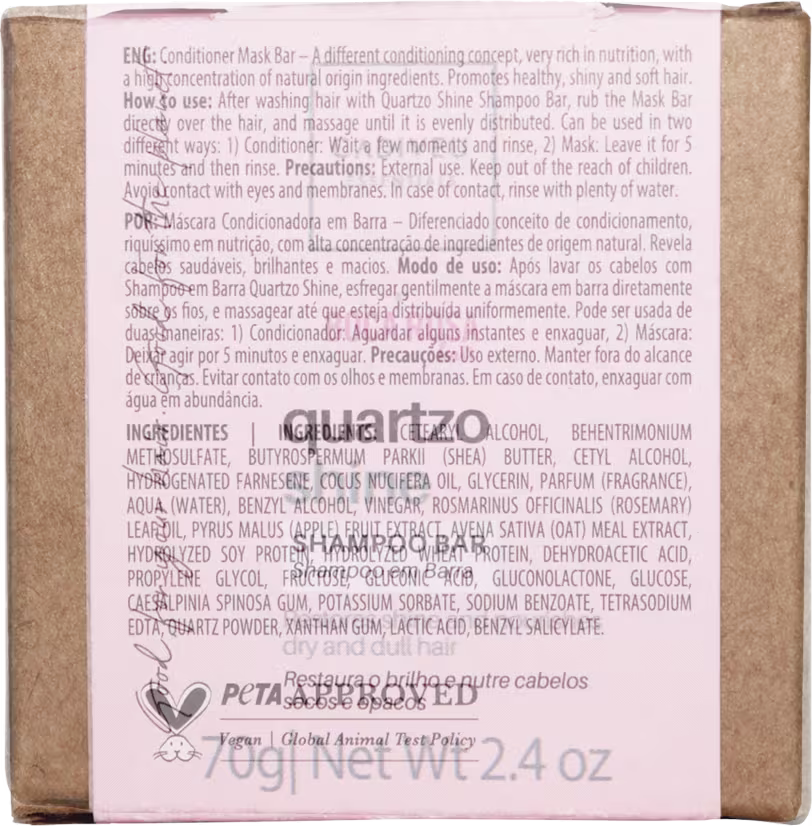 ENG: Conditioner Mask Bar – A different conditioning concept, very rich in nutrition, with
a high concentration of natural origin ingredients. Promotes healthy, shiny and soft hair.
How to use: After washing hair with Quartzo Shine Shampoo Bar, rub the Mask Bar
directly over the hair, and massage until it is evenly distributed. Can be used in two
different ways: 1) Conditioner: Wait a few moments and rinse, 2) Mask: Leave it for 5
minutes and then rinse. Precautions: External use. Keep out of the reach of children.
Avoid contact with eyes and membranes. In case of contact, rinse with plenty of water.
POR: Máscara Condicionadora em Barra – Diferenciado conceito de condicionamento,
riquíssimo em nutrição, com alta concentração de ingredientes de origem natural. Revela
cabelos saudáveis, brilhantes e macios. Modo de uso: Após lavar os cabelos com
Shampoo em Barra Quartzo Shine, esfregar gentilmente a máscara em barra diretamente
sobre os fios, e massagear até que esteja distribuída uniformemente. Pode ser usada de
duas maneiras: 1) Condicionador: Aguardar alguns instantes e enxaguar, 2) Máscara:
Deixar agir por 5 minutos e enxaguar. Precauções: Uso externo. Manter fora do alcance
de crianças. Evitar contato com os olhos e membranas. Em caso de contato, enxaguar com
água em abundância.
quartzo
INGREDIENTES | INGREDIENTS: CETEARYL ALCOHOL, BEHENTRIMONIUM
METHOSULFATE, BUTYROSPERMUM PARKII (SHEA) BUTTER, CETYL ALCOHOL,
HYDROGENATED FARNESENE, COCUS NUCIFERA OIL, GLYCERIN, PARFUM (FRAGRANCE),
shine
AQUA (WATER), BENZYL ALCOHOL, VINEGAR, ROSMARINUS OFFICINALIS (ROSEMARY)
LEAF OIL, PYRUS MALUS (APPLE) FRUIT EXTRACT, AVENA SATIVA (OAT) MEAL EXTRACT,
SHAMPOO BAR
HYDROLYZED SOY PROTEIN, HYDROLYZED WHEAT PROTEIN, DEHYDROACETIC ACID,
Shampoo em Barra
PROPYLENE GLYCOL, FRUCTOSE, GLUCONIC ACID, GLUCONOLACTONE, GLUCOSE,
CAESALPINIA SPINOSA GUM, POTASSIUM SORBATE, SODIUM BENZOATE, TETRASODIUM
EDTA, QUARTZ POWDER, XANTHAN GUM, LACTIC ACID, BENZYL SALICYLATE.
dry and dull hair
Restaura o brilho e nutre cabelos
secos e opacos
PETA APPROVED
Vegan | Global Animal Test Policy
70g| Net Wt 2.4 oz